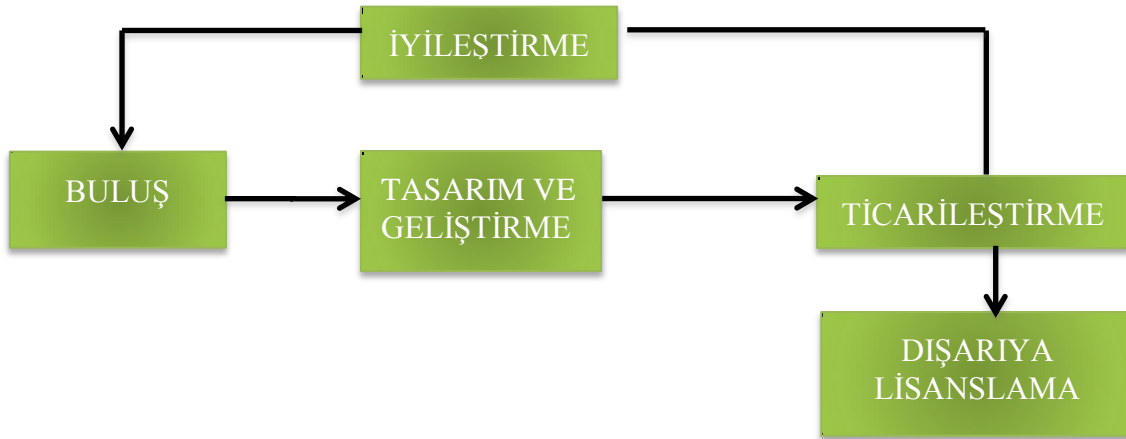 İYİLEŞTİRME
BULUŞ
TASARIM VE
GELİŞTİRME
TİCARİLEŞTİRME
DIŞARIYA
LİSANSLAMA